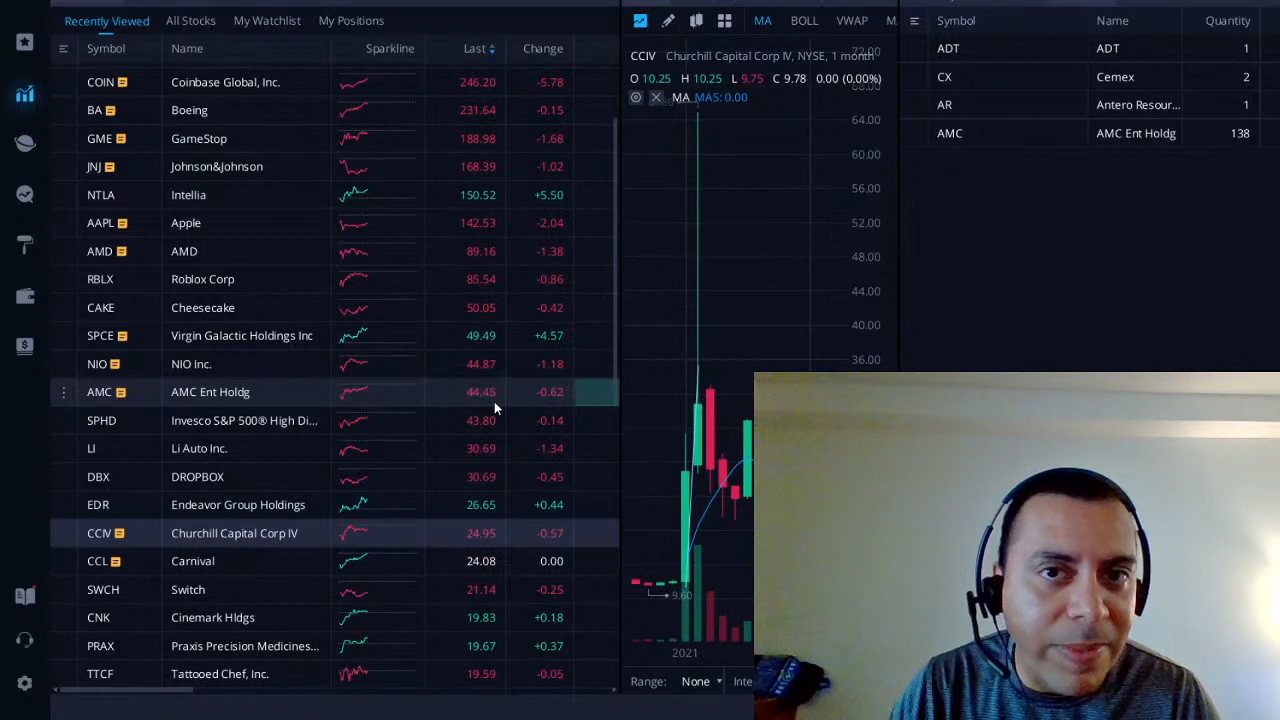 Recently Viewed All Stocks My Watchlist My Positions
Symbol Name Sparkline Last Change
COIN Coinbase Global, Inc. 246.20 -5.78
BA Boeing 231.64 -0.15
GME GameStop 188.98 -1.68
JNJ Johnson&Johnson 168.39 -1.02
NTLA Intellia 150.52 +5.50
AAPL Apple 142.53 -2.04
AMD AMD 89.16 -1.38
RBLX Roblox Corp 85.54 -0.86
CAKE Cheesecake 50.05 -0.42
SPCE Virgin Galactic Holdings Inc 49.49 +4.57
NIO NIO Inc. 44.87 -1.18
AMC AMC Ent Holdg 44.45 -0.62
SPHD Invesco S&P 500® High Di... 43.80 -0.14
LI Li Auto Inc. 30.69 -1.34
DBX DROPBOX 30.69 -0.45
EDR Endeavor Group Holdings 26.65 +0.44
CCIV Churchill Capital Corp IV 24.95 -0.57
CCL Carnival 24.08 0.00
SWCH Switch 21.14 -0.25
CNK Cinemark Hldgs 19.83 +0.18
PRAX Praxis Precision Medicines... 19.67 +0.37
TTCF Tattooed Chef, Inc. 19.59 -0.05
MA BOLL VWAP M
CCIV Churchill Capital Corp IV, NYSE, 1 month
O 10.25 H 10.25 L 9.75 C 9.78 0.00 (0.00%)
MA MA5: 0.00
72.00
68.00
64.00
60.00
56.00
52.00
48.00
44.00
40.00
36.00
9.60
2021
Range: None Inte
Symbol Name Quantity
ADT ADT 1
CX Cemex 2
AR Antero Resour... 1
AMC AMC Ent Holdg 138